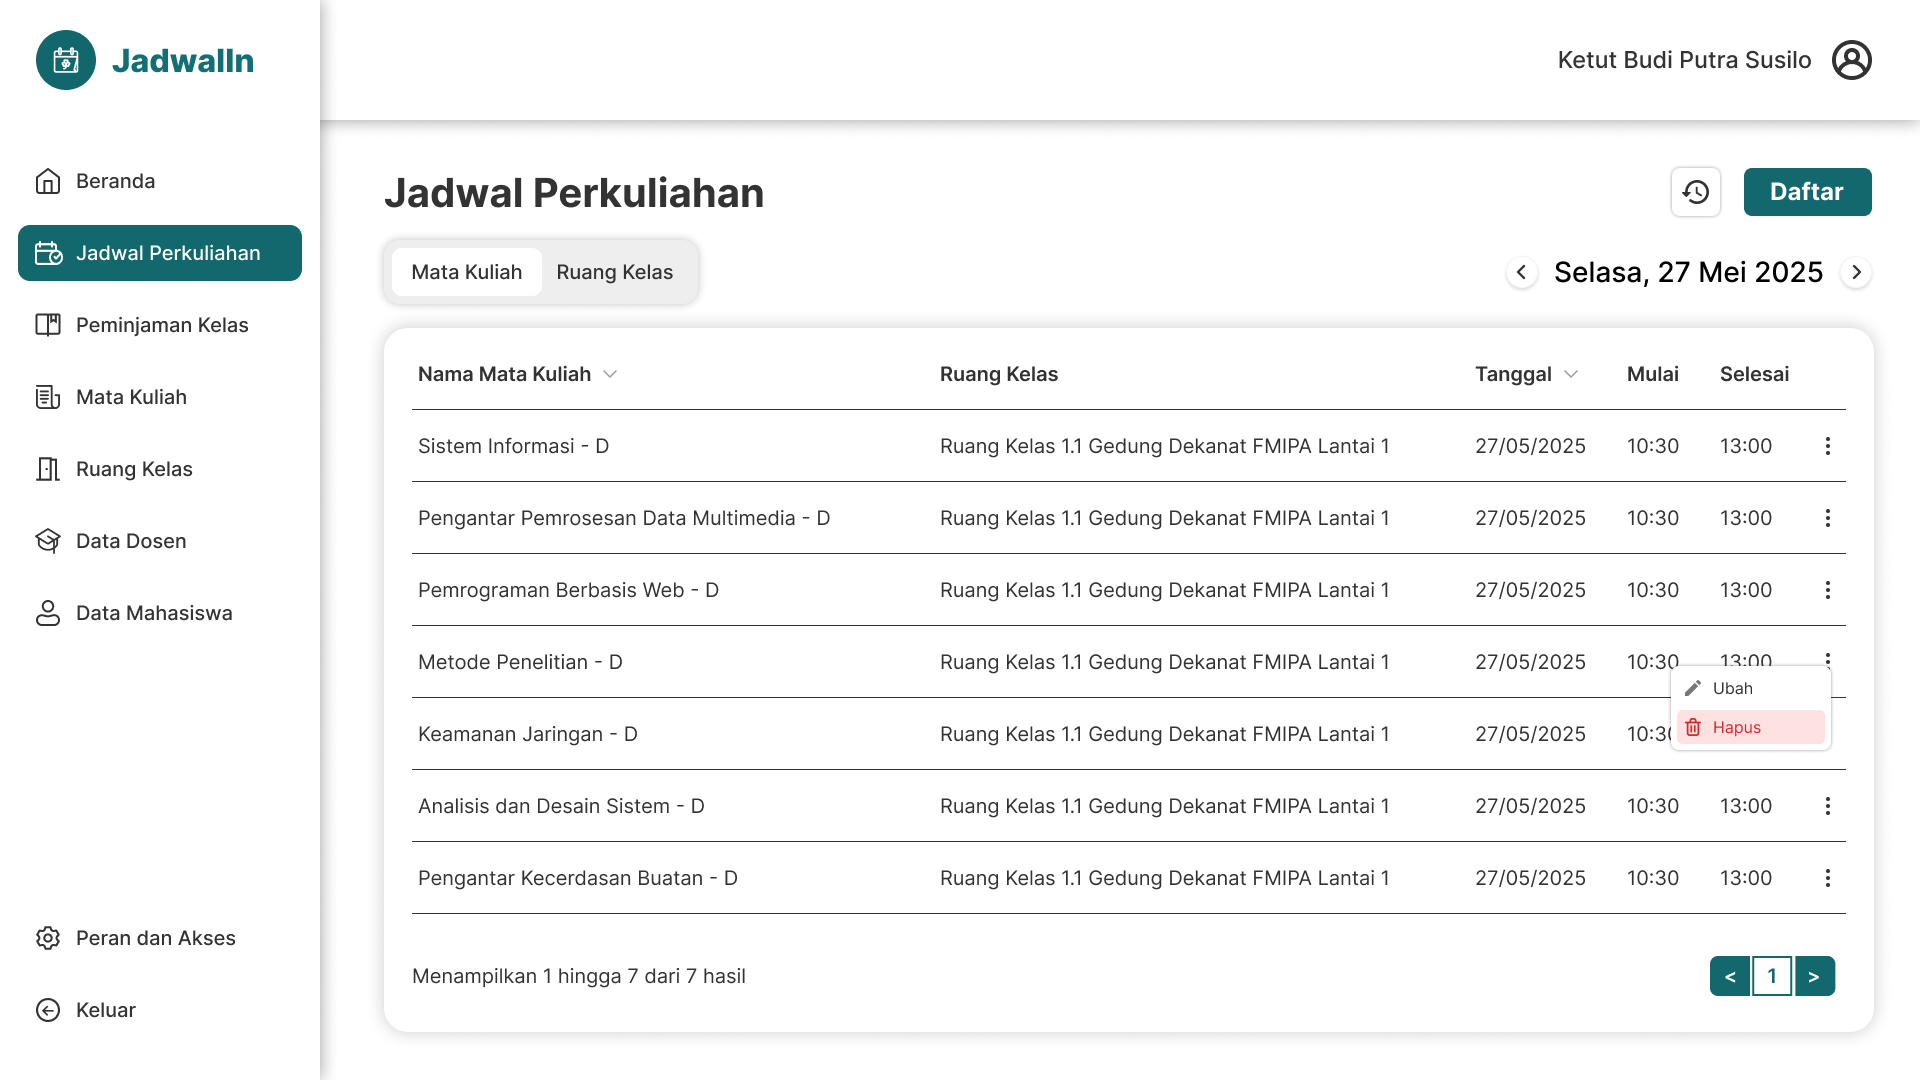 JadwalIn
Ketut Budi Putra Susilo
Beranda
Jadwal Perkuliahan
Peminjaman Kelas
Mata Kuliah
Ruang Kelas
Data Dosen
Data Mahasiswa
Peran dan Akses
Keluar
Jadwal Perkuliahan
Daftar
Mata Kuliah Ruang Kelas
< Selasa, 27 Mei 2025 >
Nama Mata Kuliah Ruang Kelas Tanggal Mulai Selesai
Sistem Informasi - D Ruang Kelas 1.1 Gedung Dekanat FMIPA Lantai 1 27/05/2025 10:30 13:00
Pengantar Pemrosesan Data Multimedia - D Ruang Kelas 1.1 Gedung Dekanat FMIPA Lantai 1 27/05/2025 10:30 13:00
Pemrograman Berbasis Web - D Ruang Kelas 1.1 Gedung Dekanat FMIPA Lantai 1 27/05/2025 10:30 13:00
Metode Penelitian - D Ruang Kelas 1.1 Gedung Dekanat FMIPA Lantai 1 27/05/2025 10:30 13:00
Ubah
Hapus
Keamanan Jaringan - D Ruang Kelas 1.1 Gedung Dekanat FMIPA Lantai 1 27/05/2025 10:30
Analisis dan Desain Sistem - D Ruang Kelas 1.1 Gedung Dekanat FMIPA Lantai 1 27/05/2025 10:30 13:00
Pengantar Kecerdasan Buatan - D Ruang Kelas 1.1 Gedung Dekanat FMIPA Lantai 1 27/05/2025 10:30 13:00
Menampilkan 1 hingga 7 dari 7 hasil
< 1 >